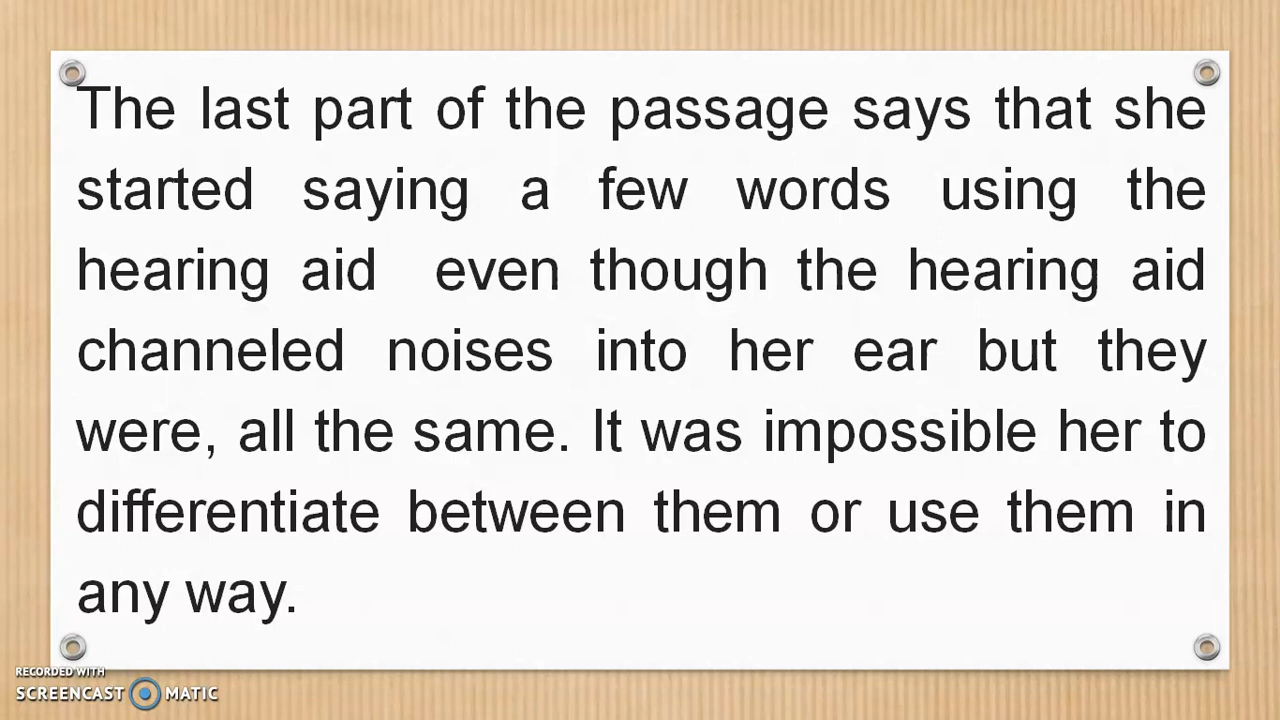 The last part of the passage says that she
started saying a few words using the
hearing aid  even though the hearing aid
channeled noises into her ear but they
were, all the same. It was impossible her to
differentiate between them or use them in
any way.
RECORDED WITH
SCREENCAST MATIC